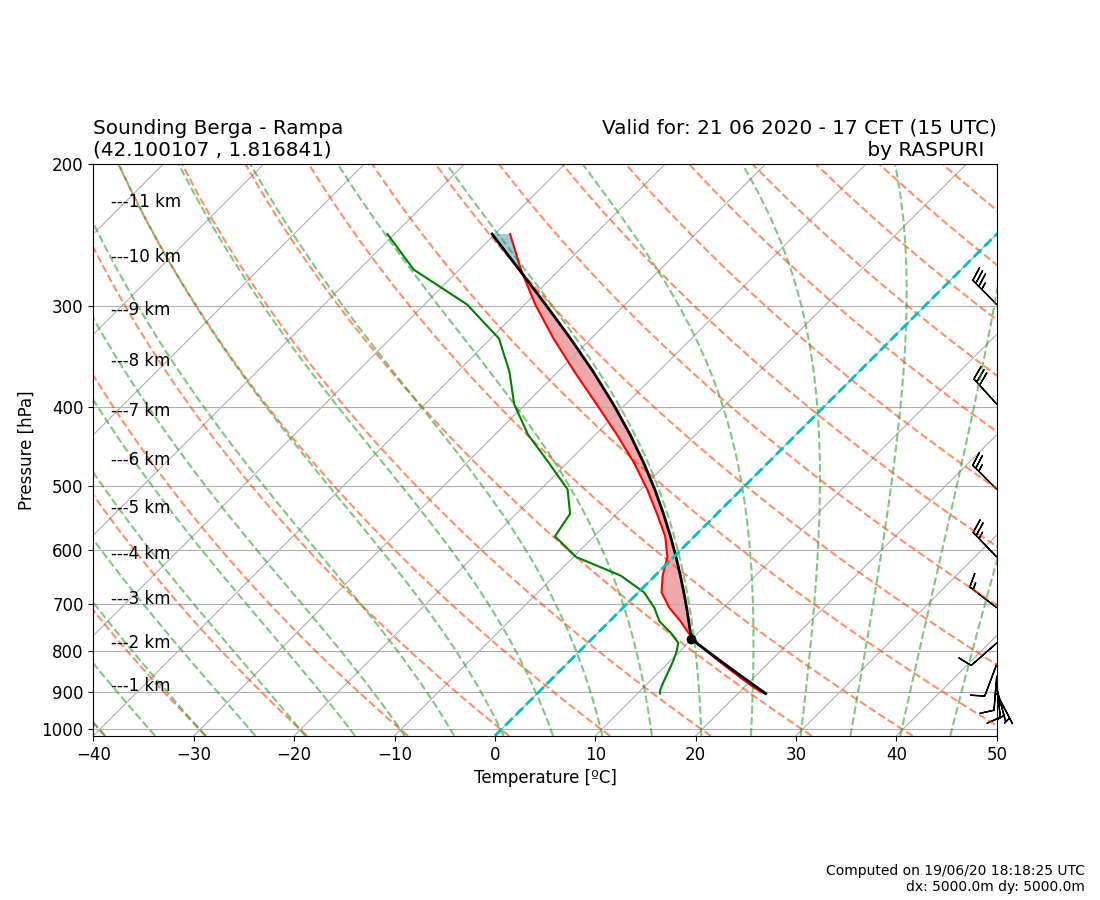 Sounding Berga - Rampa
(42.100107 , 1.816841)
Valid for: 21 06 2020 - 17 CET (15 UTC)
by RASPURI
200
300
400
500
600
700
800
900
1000
Pressure [hPa]
---11 km
---10 km
---9 km
---8 km
---7 km
---6 km
---5 km
---4 km
---3 km
---2 km
---1 km
−40 −30 −20 −10 0 10 20 30 40 50
Temperature [ºC]
Computed on 19/06/20 18:18:25 UTC
dx: 5000.0m dy: 5000.0m